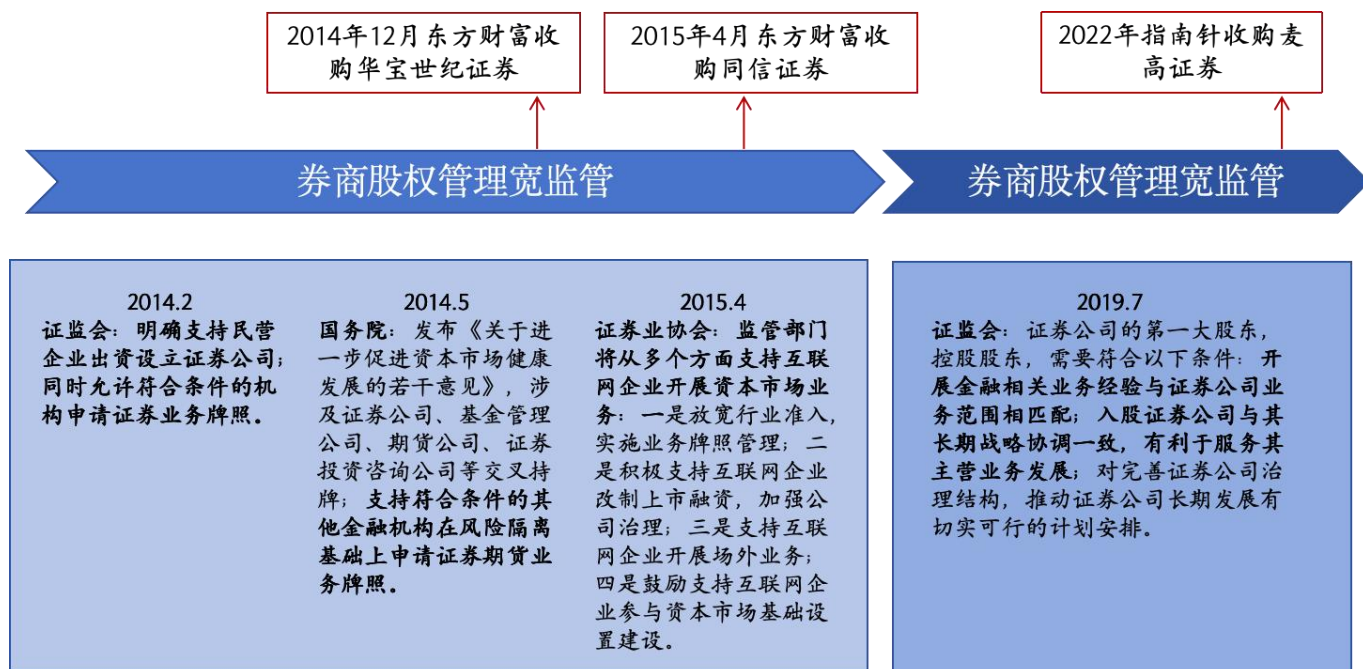 2014年12月东方财富收
购华宝世纪证券
2015年4月东方财富收
购同信证券
2022年指南针收购麦
高证券
券商股权管理宽监管
券商股权管理宽监管
2014.2
证监会：明确支持民营
企业出资设立证券公司；
同时允许符合条件的机
构申请证券业务牌照。
2014.5
国务院：发布《关于进
一步促进资本市场健康
发展的若干意见》，涉
及证券公司、基金管理
公司、期货公司、证券
投资咨询公司等交叉持
牌；支持符合条件的其
他金融机构在风险隔离
基础上申请证券期货业
务牌照。
2015.4
证券业协会：监管部门
将从多个方面支持互联
网企业开展资本市场业
务：一是放宽行业准入，
实施业务牌照管理；二
是积极支持互联网企业
改制上市融资，加强公
司治理；三是支持互联
网企业开展场外业务；
四是鼓励支持互联网企
业参与资本市场基础设
置建设。
2019.7
证监会：证券公司的第一大股东，
控股股东，需要符合以下条件：开
展金融相关业务经验与证券公司业
务范围相匹配；入股证券公司与其
长期战略协调一致，有利于服务其
主营业务发展；对完善证券公司治
理结构，推动证券公司长期发展有
切实可行的计划安排。